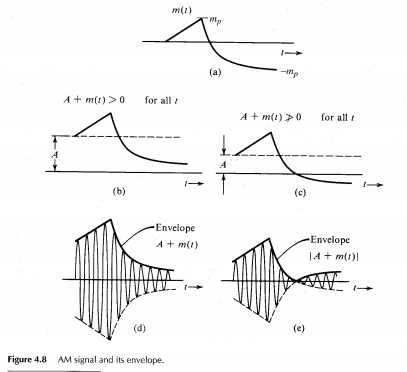 m(t)
m_p
t
-m_p
(a)
A + m(t) > 0 for all t
A + m(t) ≯ 0 for all t
A
t
A
t
(b)
(c)
Envelope
A + m(t)
Envelope
|A + m(t)|
t
t
(d)
(e)
Figure 4.8 AM signal and its envelope.